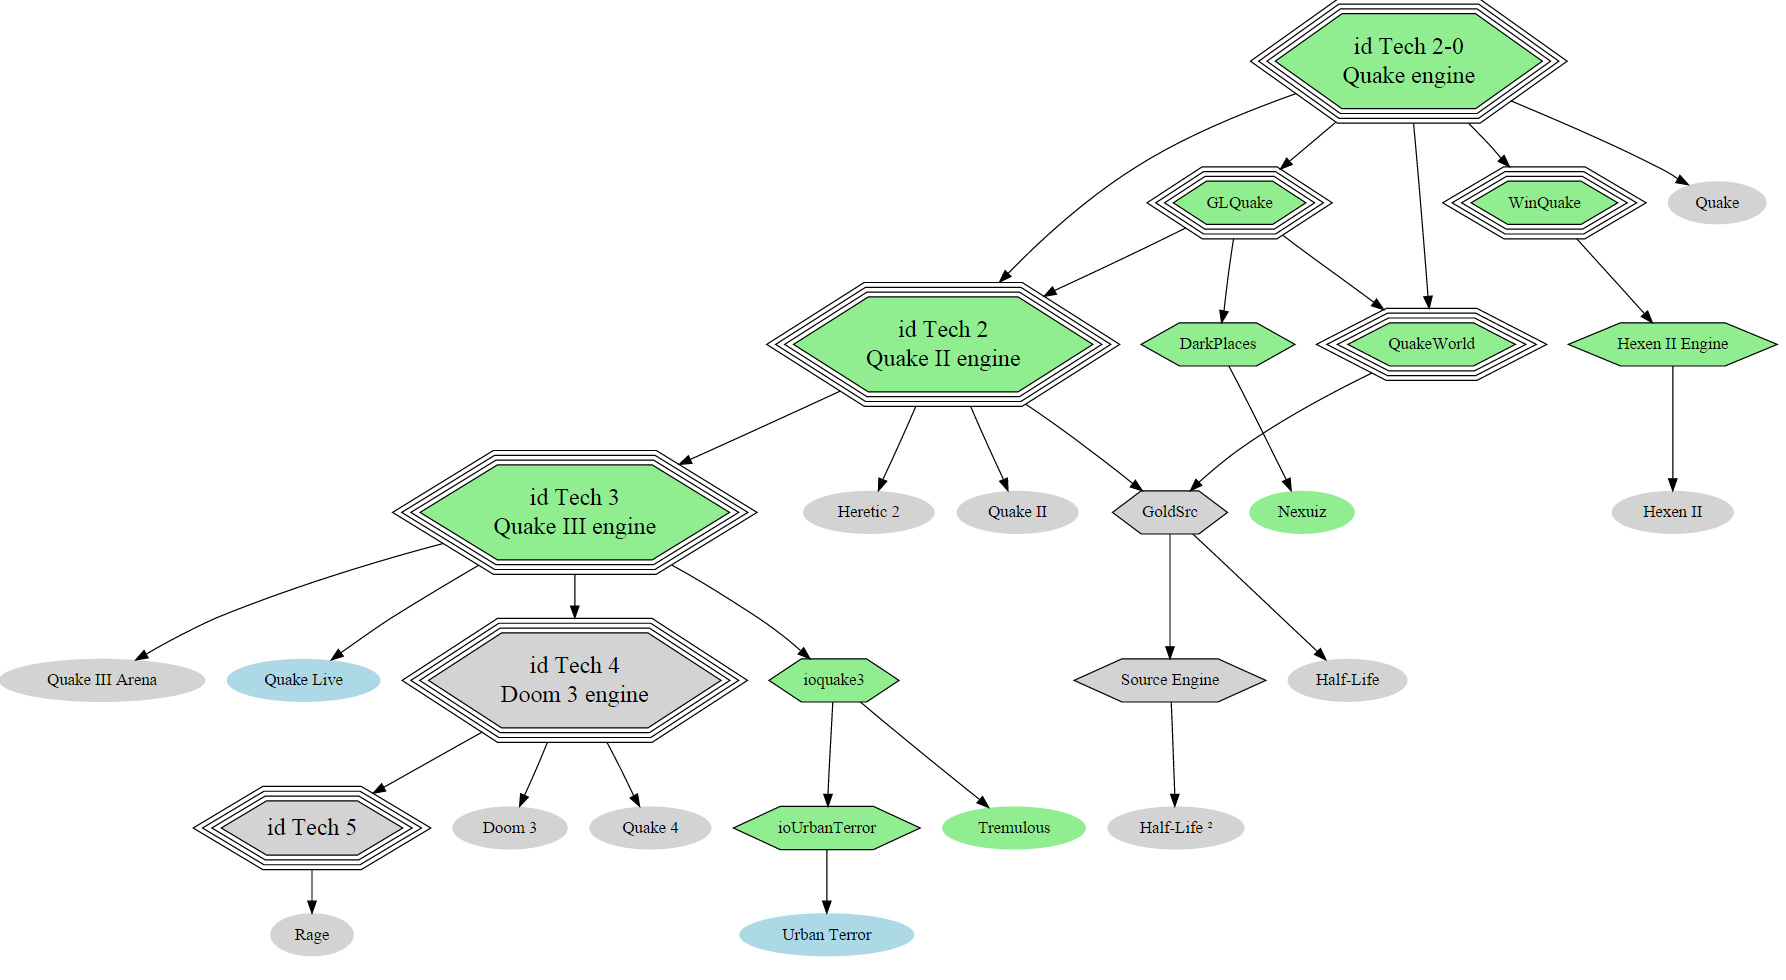 id Tech 2-0
Quake engine
GLQuake
WinQuake
Quake
id Tech 2
Quake II engine
DarkPlaces
QuakeWorld
Hexen II Engine
id Tech 3
Quake III engine
Heretic 2
Quake II
GoldSrc
Nexuiz
Hexen II
Quake III Arena
Quake Live
id Tech 4
Doom 3 engine
ioquake3
Source Engine
Half-Life
id Tech 5
Doom 3
Quake 4
ioUrbanTerror
Tremulous
Half-Life ²
Rage
Urban Terror